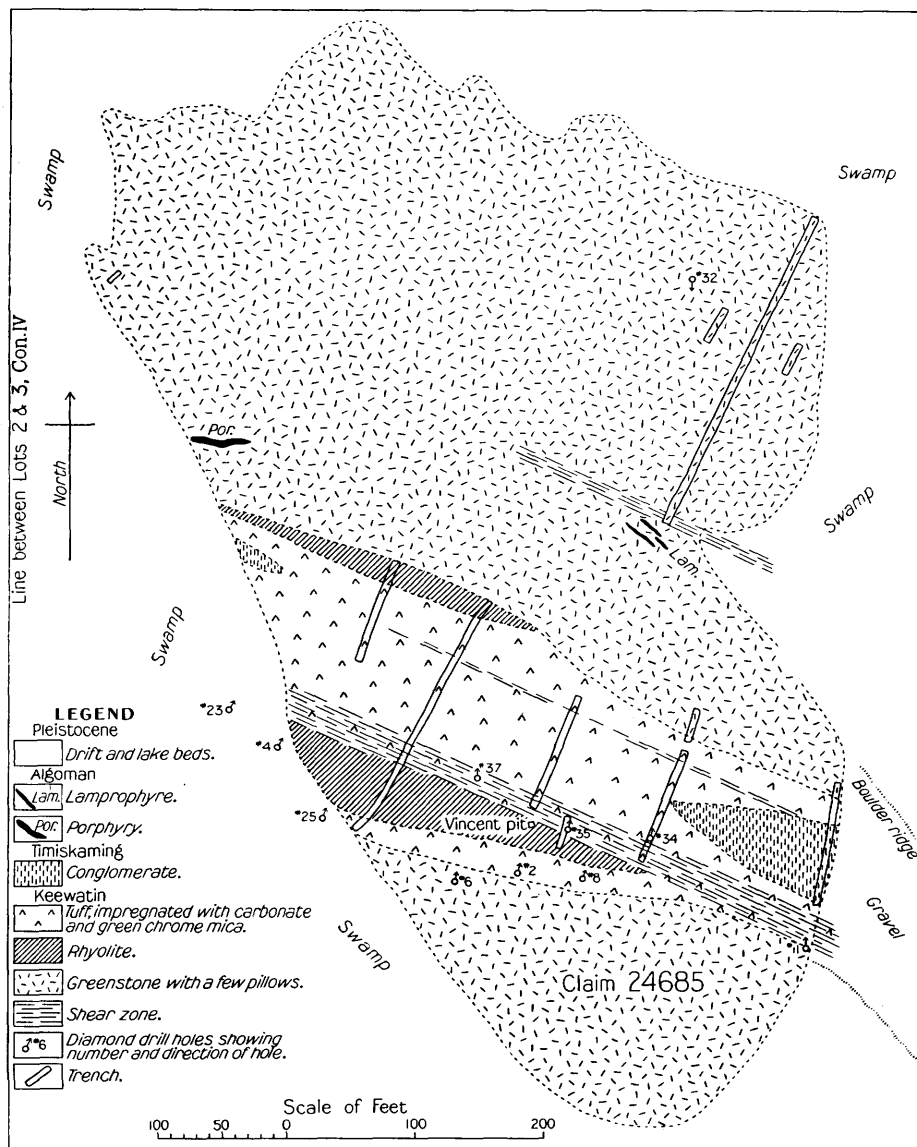 Swamp
Swamp
#32
Line between Lots 2 & 3, Con.IV
North
Por.
Swamp
Lam.
Swamp
#23
#4
#37
#25
Vincent pit
#35
#34
Boulder ridge
#6
#2
#8
Gravel
Swamp
Claim 24685
LEGEND
Pleistocene
Drift and lake beds.
Algoman
Lam. Lamprophyre.
Por. Porphyry.
Timiskaming
Conglomerate.
Keewatin
Tuff, impregnated with carbonate
and green chrome mica.
Rhyolite.
Greenstone with a few pillows.
Shear zone.
#6 Diamond drill holes, showing
number and direction of hole.
Trench.
Scale of Feet
100 50 0 100 200